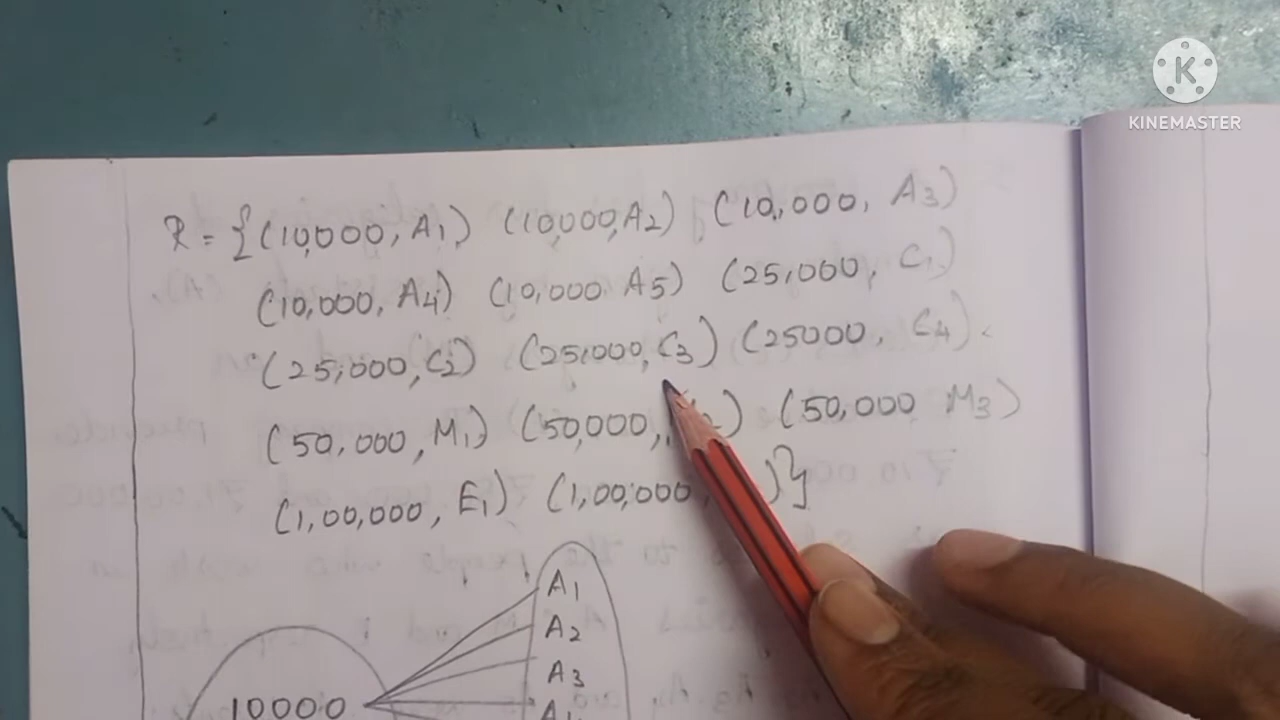 KINEMASTER
R = {(10,000, A1) (10,000, A2) (10,000, A3)
(10,000, A4) (10,000 A5) (25,000, C1)
(25,000, C2) (25,000, C3) (25000, C4)
(50,000, M1) (50,000, 2) (50,000 M3)
(1,00,000, E1) (1,00,000, )}
A1
A2
A3
10000